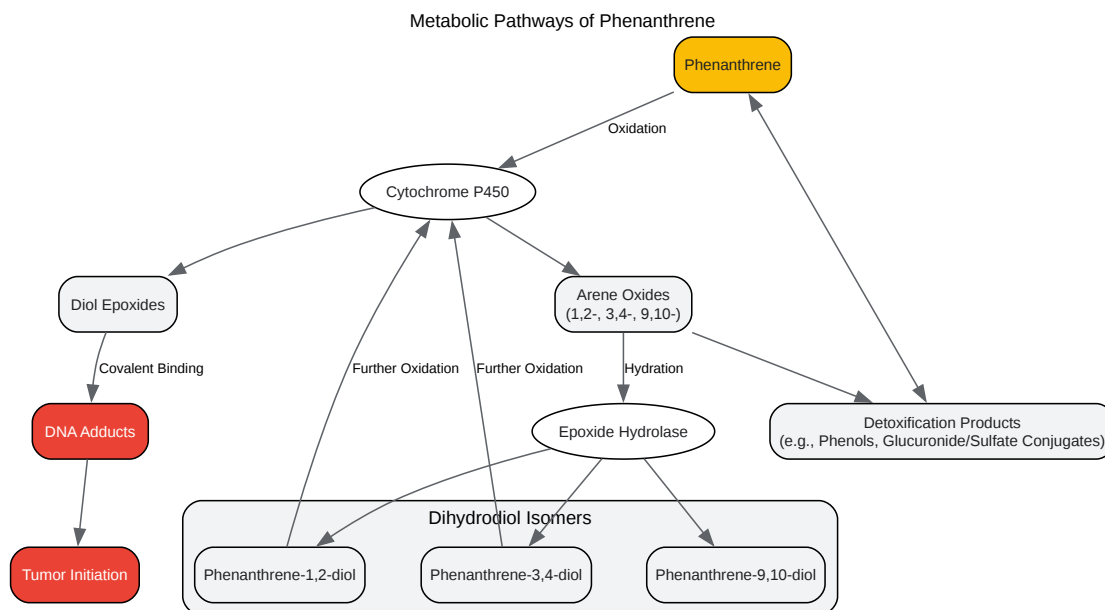 Metabolic Pathways of Phenanthrene
Phenanthrene
Oxidation
Cytochrome P450
Diol Epoxides
Arene Oxides
(1,2-, 3,4-, 9,10-)
Covalent Binding
Further Oxidation
Further Oxidation
Hydration
DNA Adducts
Epoxide Hydrolase
Detoxification Products
(e.g., Phenols, Glucuronide/Sulfate Conjugates)
Dihydrodiol Isomers
Tumor Initiation
Phenanthrene-1,2-diol
Phenanthrene-3,4-diol
Phenanthrene-9,10-diol